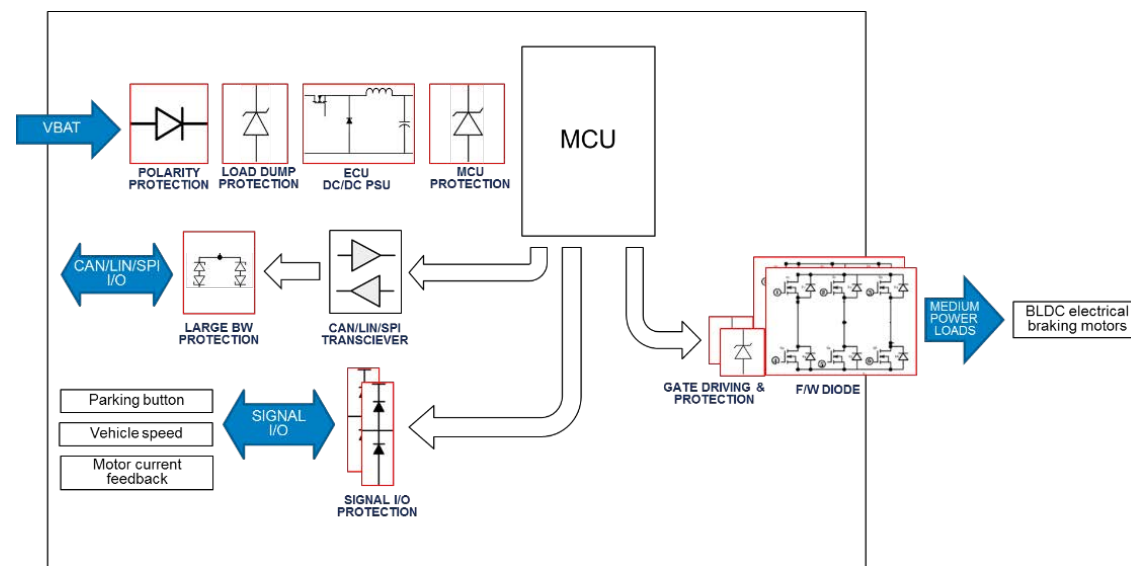 VBAT
POLARITY
PROTECTION
LOAD DUMP
PROTECTION
ECU
DC/DC PSU
MCU
PROTECTION
MCU
CAN/LIN/SPI
I/O
LARGE BW
PROTECTION
CAN/LIN/SPI
TRANSCIEVER
GATE DRIVING &
PROTECTION
F/W DIODE
MEDIUM
POWER
LOADS
BLDC electrical
braking motors
Parking button
Vehicle speed
Motor current
feedback
SIGNAL
I/O
SIGNAL I/O
PROTECTION